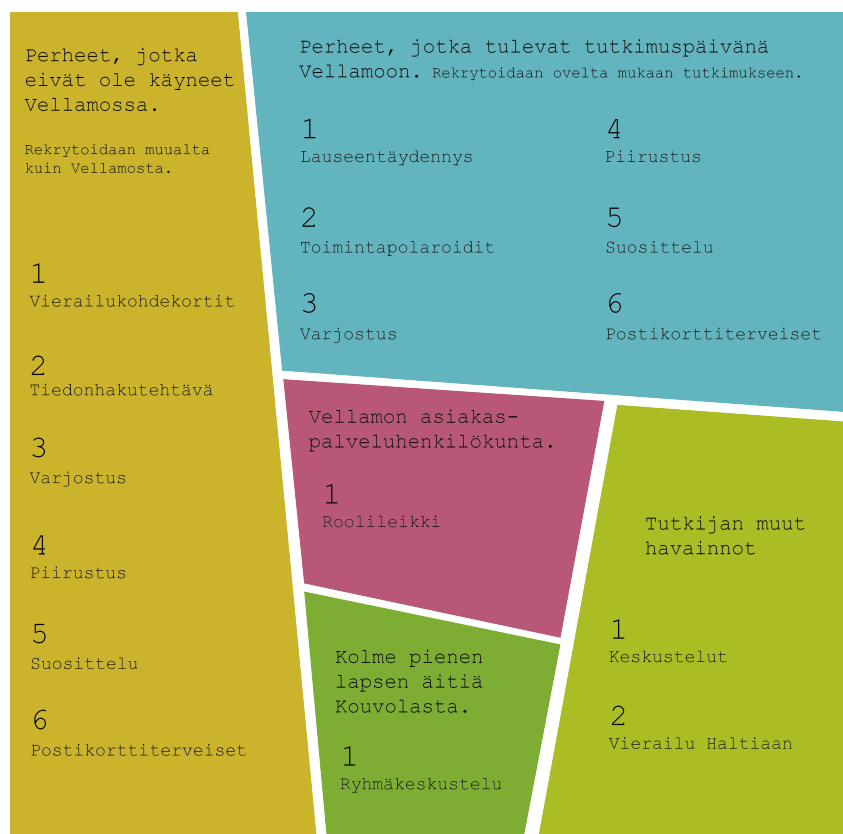 Perheet, jotka
eivät ole käyneet
Vellamossa.
Rekrytoidaan muualta
kuin Vellamosta.
1
Vierailukohdekortit
2
Tiedonhakutehtävä
3
Varjostus
4
Piirustus
5
Suosittelu
6
Postikorttiterveiset
Perheet, jotka tulevat tutkimuspäivänä
Vellamoon. Rekrytoidaan ovelta mukaan tutkimukseen.
1
Lauseentäydennys
2
Toimintapolaroidit
3
Varjostus
4
Piirustus
5
Suosittelu
6
Postikorttiterveiset
Vellamon asiakas-
palveluhenkilökunta.
1
Roolileikki
Kolme pienen
lapsen äitiä
Kouvolasta.
1
Ryhmäkeskustelu
Tutkijan muut
havainnot
1
Keskustelut
2
Vierailu Haltiaan